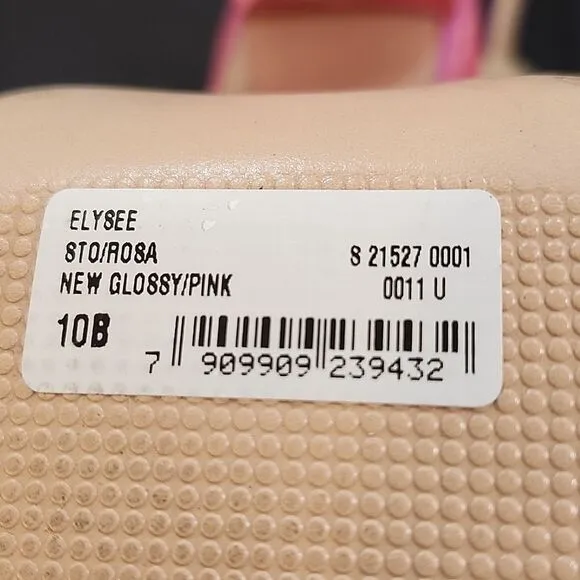 ELYSEE
STO/ROSA S 21527 0001
NEW GLOSSY/PINK 0011 U
10B
7 909909 239432